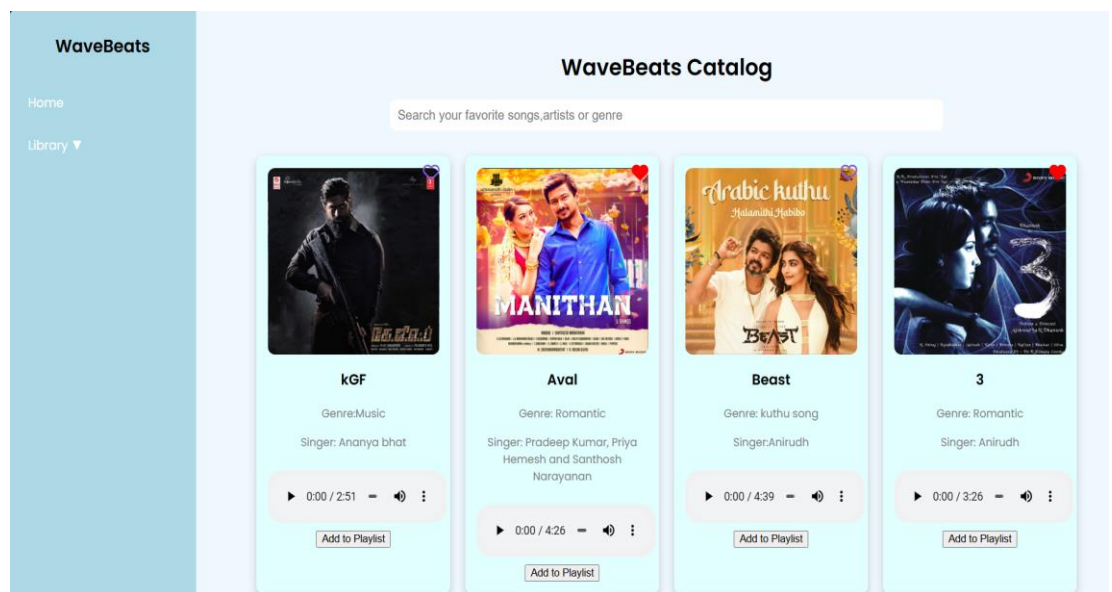 WaveBeats
Home
Library ▼
WaveBeats Catalog
Search your favorite songs,artists or genre
MANITHAN
Arabic kuthu
Halamithi Habibo
BEAST
3
kGF
Genre:Music
Singer: Ananya bhat
0:00 / 2:51
Add to Playlist
Aval
Genre: Romantic
Singer: Pradeep Kumar, Priya
Hemesh and Santhosh
Narayanan
0:00 / 4:26
Add to Playlist
Beast
Genre: kuthu song
Singer:Anirudh
0:00 / 4:39
Add to Playlist
3
Genre: Romantic
Singer: Anirudh
0:00 / 3:26
Add to Playlist